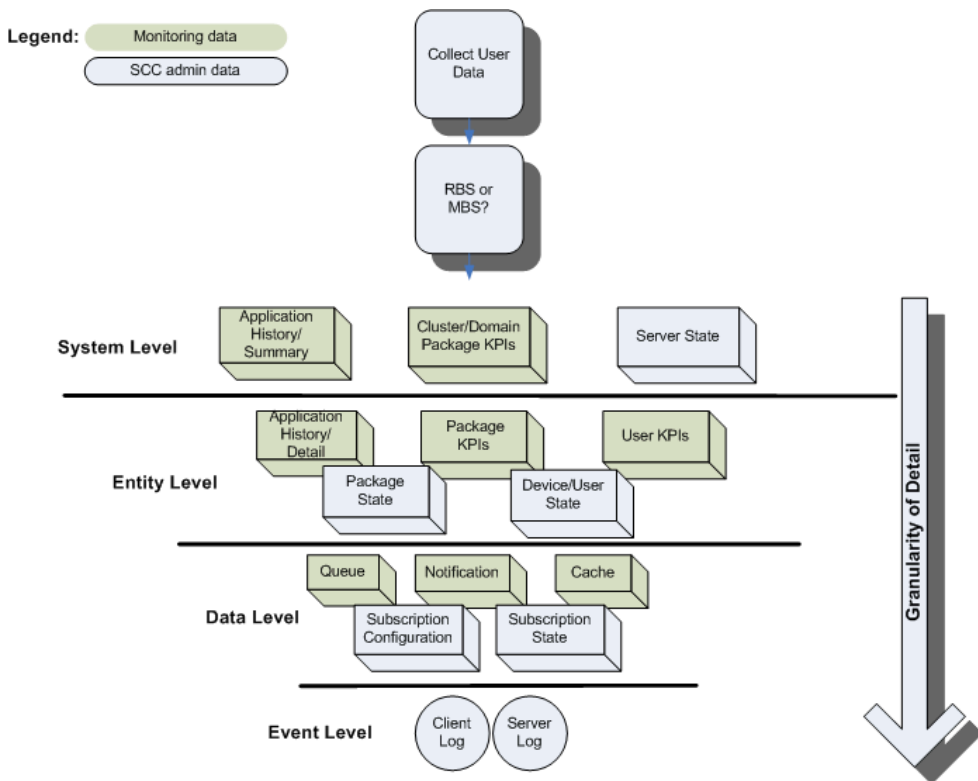 Legend:
Monitoring data
SCC admin data
Collect User
Data
RBS or
MBS?
System Level
Application
History/
Summary
Cluster/Domain
Package KPIs
Server State
Entity Level
Application
History/
Detail
Package
KPIs
User KPIs
Package
State
Device/User
State
Data Level
Queue
Notification
Cache
Subscription
Configuration
Subscription
State
Event Level
Client
Log
Server
Log
Granularity of Detail